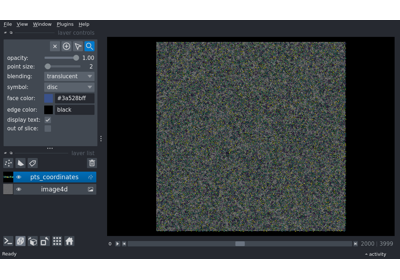 File View Window Plugins Help
layer controls
opacity: 1.00
point size: 2
blending: translucent
symbol: disc
face color: #3a528bff
edge color: black
display text:
out of slice:
layer list
pts_coordinates
image4d
0 2000 | 3999
Ready activity